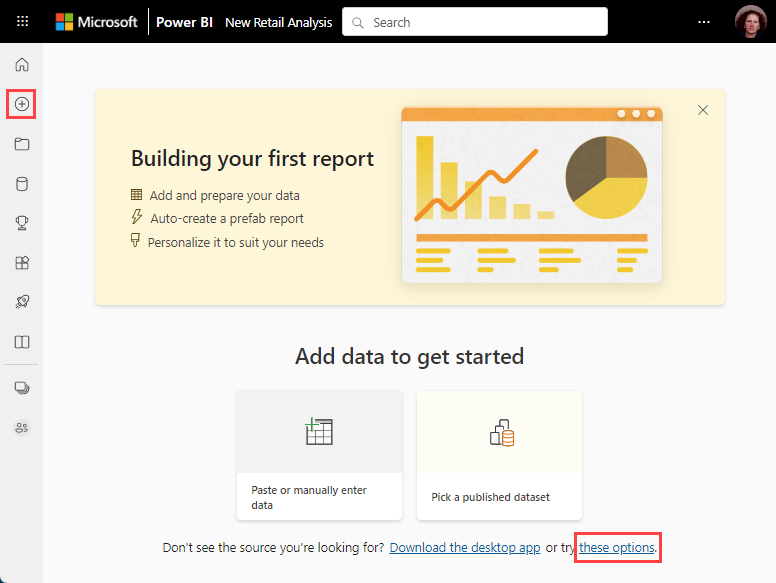 Microsoft Power BI New Retail Analysis Search
Building your first report
Add and prepare your data
Auto-create a prefab report
Personalize it to suit your needs
Add data to get started
Paste or manually enter
data
Pick a published dataset
Don't see the source you're looking for? Download the desktop app or try these options.